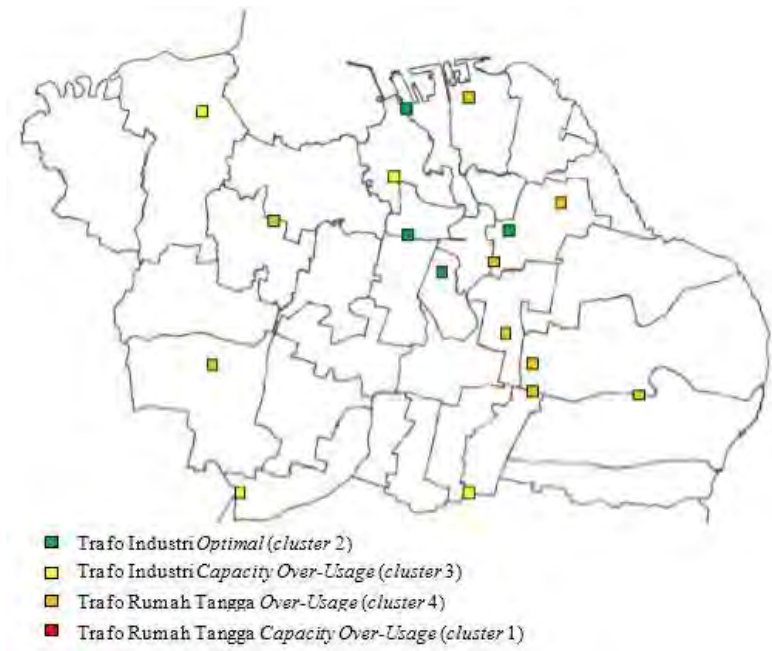 Trafo Industri Optimal (cluster 2)
Trafo Industri Capacity Over-Usage (cluster 3)
Trafo Rumah Tangga Over-Usage (cluster 4)
Trafo Rumah Tangga Capacity Over-Usage (cluster 1)